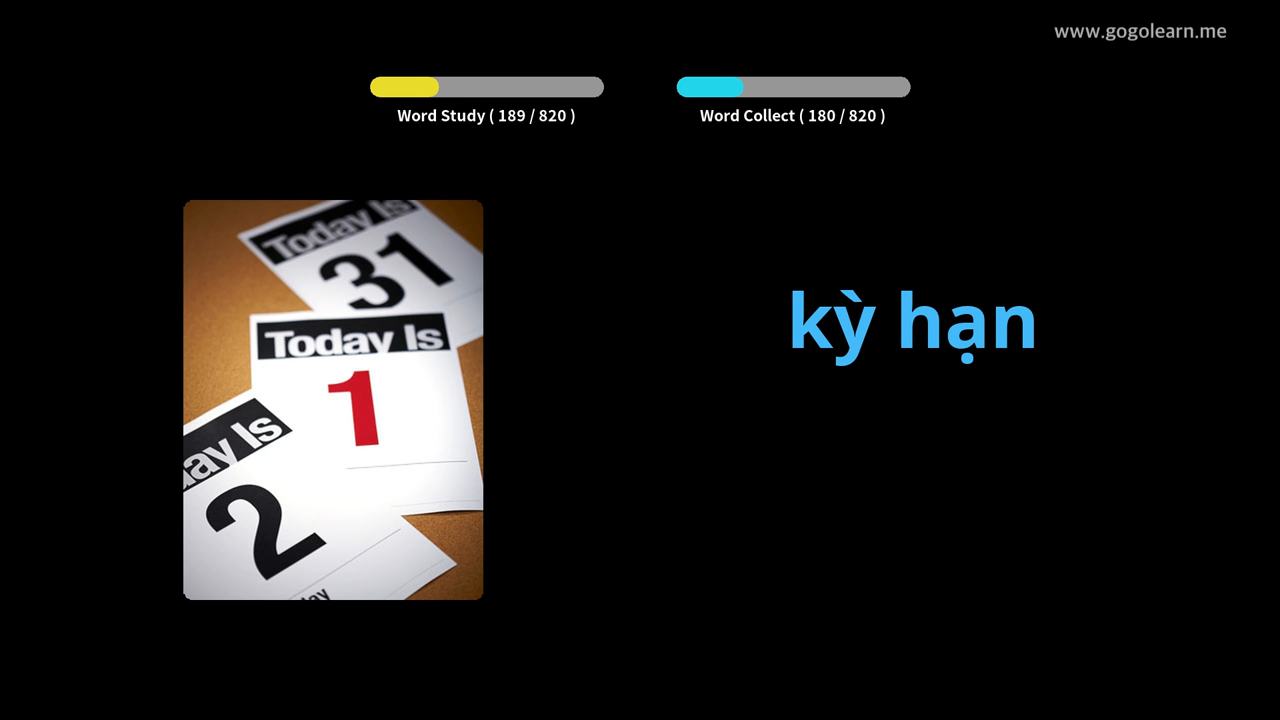 www.gogolearn.me
Word Study ( 189 / 820 )
Word Collect ( 180 / 820 )
Today Is
31
Today Is
1
ay Is
2
kỳ hạn